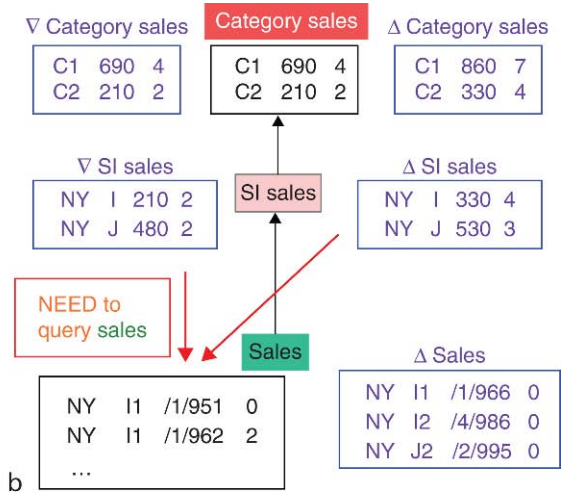 ∇ Category sales
C1 690 4
C2 210 2
Category sales
C1 690 4
C2 210 2
Δ Category sales
C1 860 7
C2 330 4
∇ SI sales
NY I 210 2
NY J 480 2
SI sales
Δ SI sales
NY I 330 4
NY J 530 3
NEED to
query sales
Sales
NY I1 /1/951 0
NY I1 /1/962 2
...
Δ Sales
NY I1 /1/966 0
NY I2 /4/986 0
NY J2 /2/995 0
b